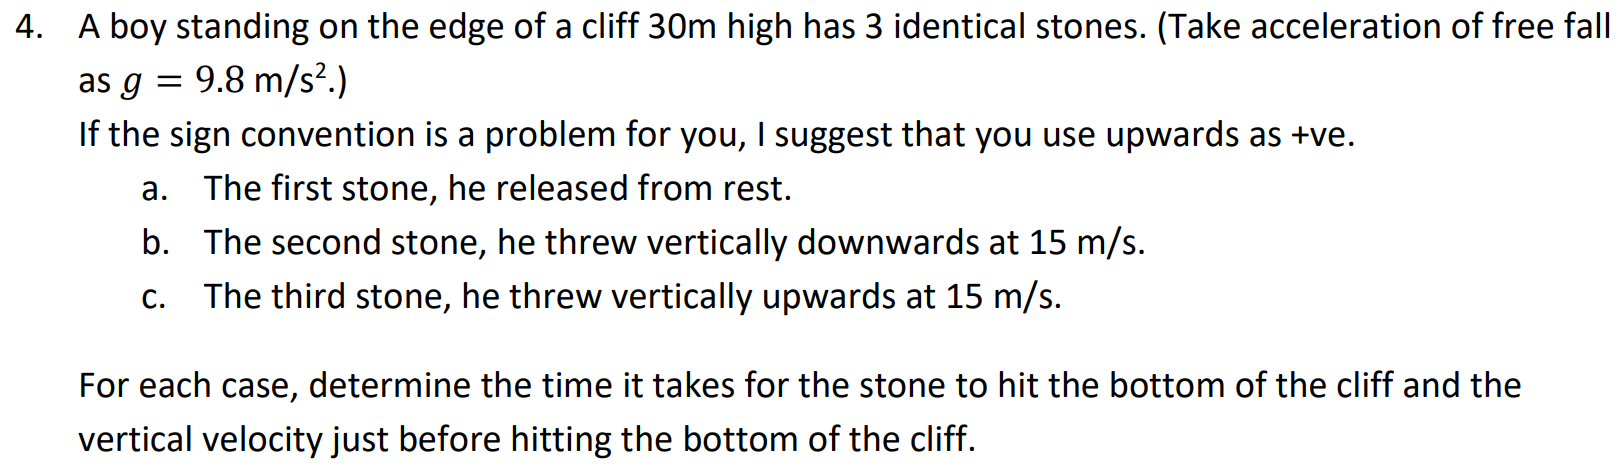 4. A boy standing on the edge of a cliff 30m high has 3 identical stones. (Take acceleration of free fall
as g = 9.8 m/s².)
If the sign convention is a problem for you, I suggest that you use upwards as +ve.
a. The first stone, he released from rest.
b. The second stone, he threw vertically downwards at 15 m/s.
c. The third stone, he threw vertically upwards at 15 m/s.
For each case, determine the time it takes for the stone to hit the bottom of the cliff and the
vertical velocity just before hitting the bottom of the cliff.